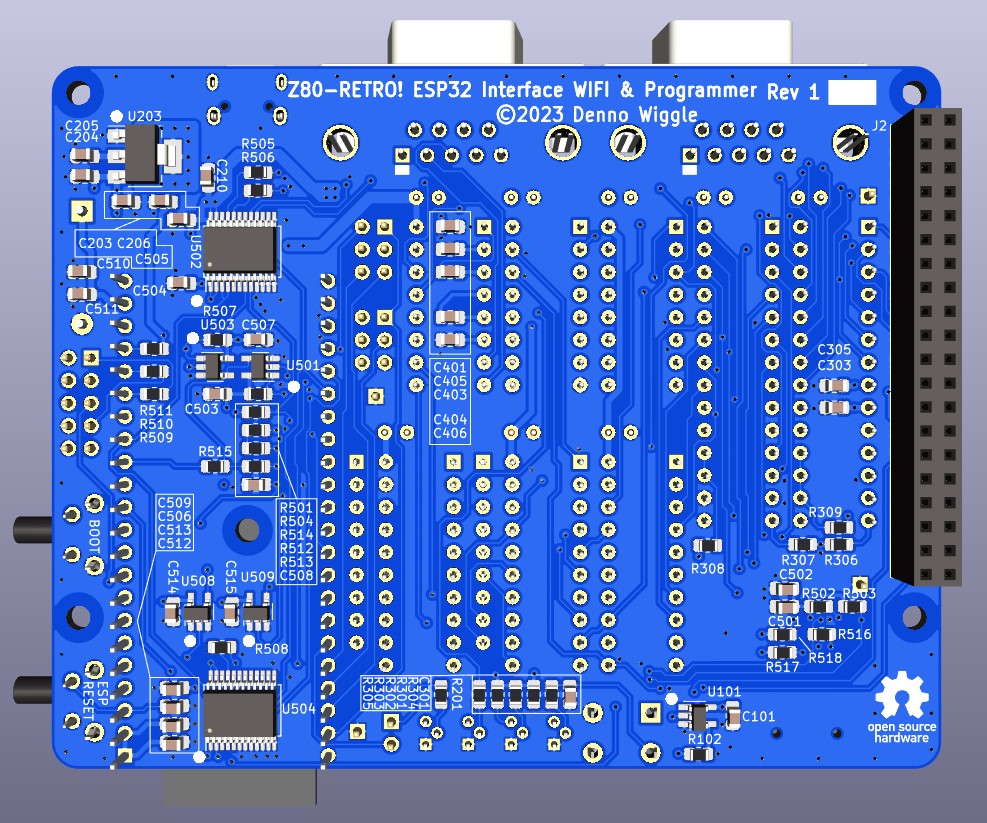 Z80-RETRO! ESP32 Interface WIFI & Programmer Rev 1
©2023 Denno Wiggle
C205
C204
U203
J2
R505
R506
C210
C203 C206
C510
C505
U502
C504
C511
R507
U503
C507
U501
C503
R511
R510
R509
R515
C401
C405
C403
C404
C406
C305
C303
C509
C506
C513
C512
R501
R504
R514
R512
R513
C508
BOOT
C514
U508
C515
U509
R508
R309
R308
R307
R306
C502
R502
R503
C501
R516
R518
R517
ESP
RESET
U504
R305
R303
R302
R301
R304
C301
R201
U101
C101
R102
open source
hardware